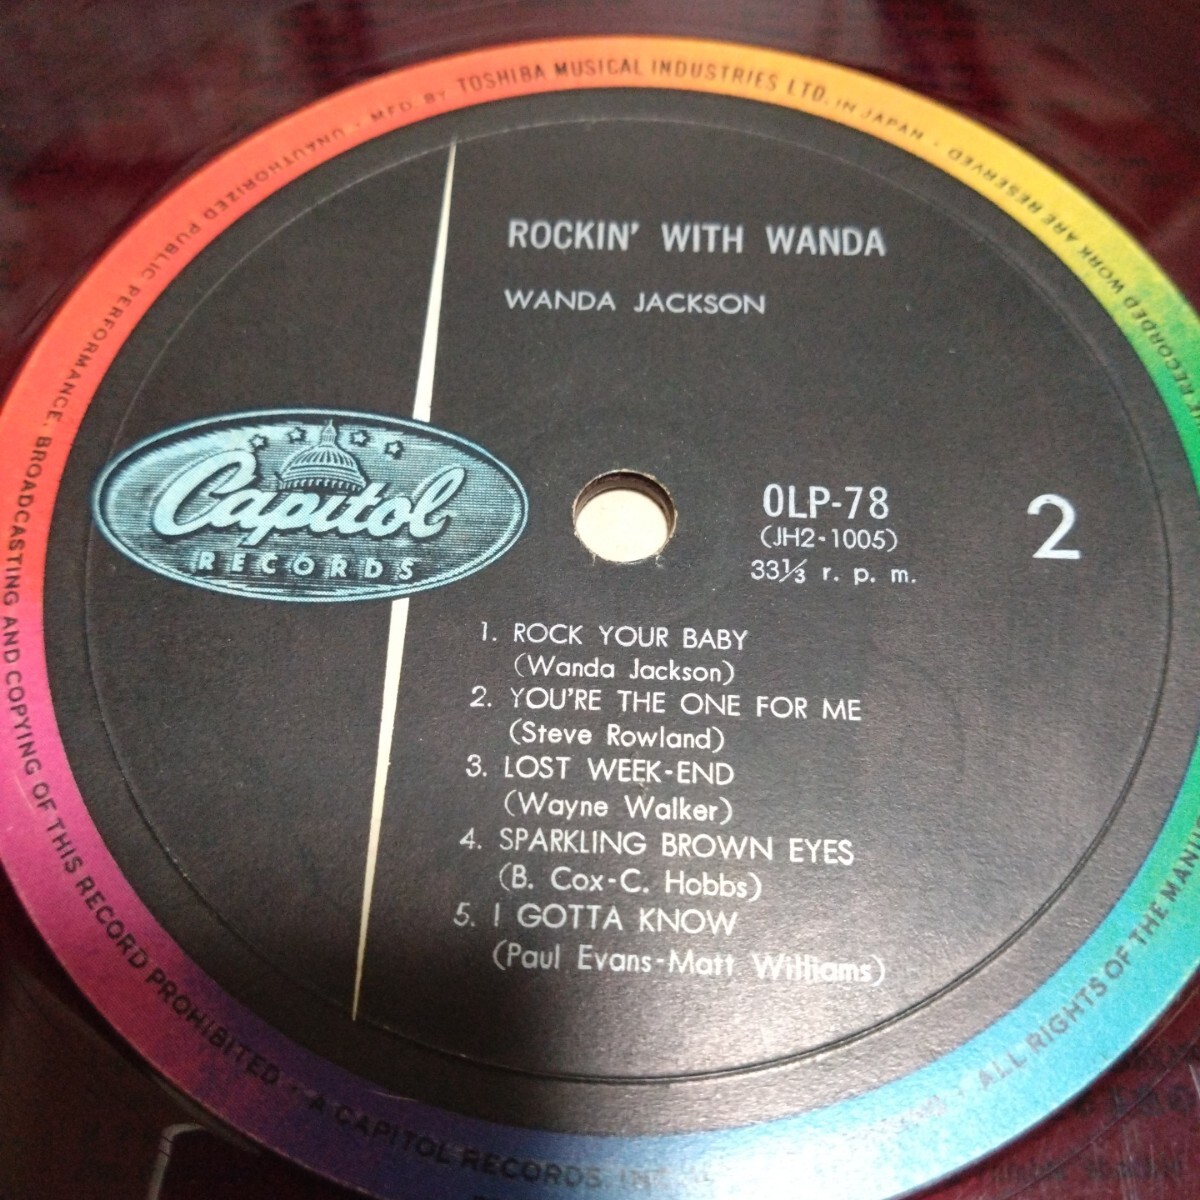 MFD. BY TOSHIBA MUSICAL INDUSTRIES LTD. IN JAPAN · RECORDED WORK ARE RESERVED
ALL RIGHTS OF THE
UNAUTHORIZED PUBLIC PERFORMANCE, BROADCASTING AND COPYING OF THIS RECORD PROHIBITED
A CAPITOL RECORDS, INC.
ROCKIN' WITH WANDA
WANDA JACKSON
Capitol
RECORDS
OLP-78
(JH2·1005)
33⅓ r. p. m.
2
1. ROCK YOUR BABY
(Wanda Jackson)
2. YOU'RE THE ONE FOR ME
(Steve Rowland)
3. LOST WEEK-END
(Wayne Walker)
4. SPARKLING BROWN EYES
(B. Cox-C. Hobbs)
5. I GOTTA KNOW
(Paul Evans-Matt Williams)